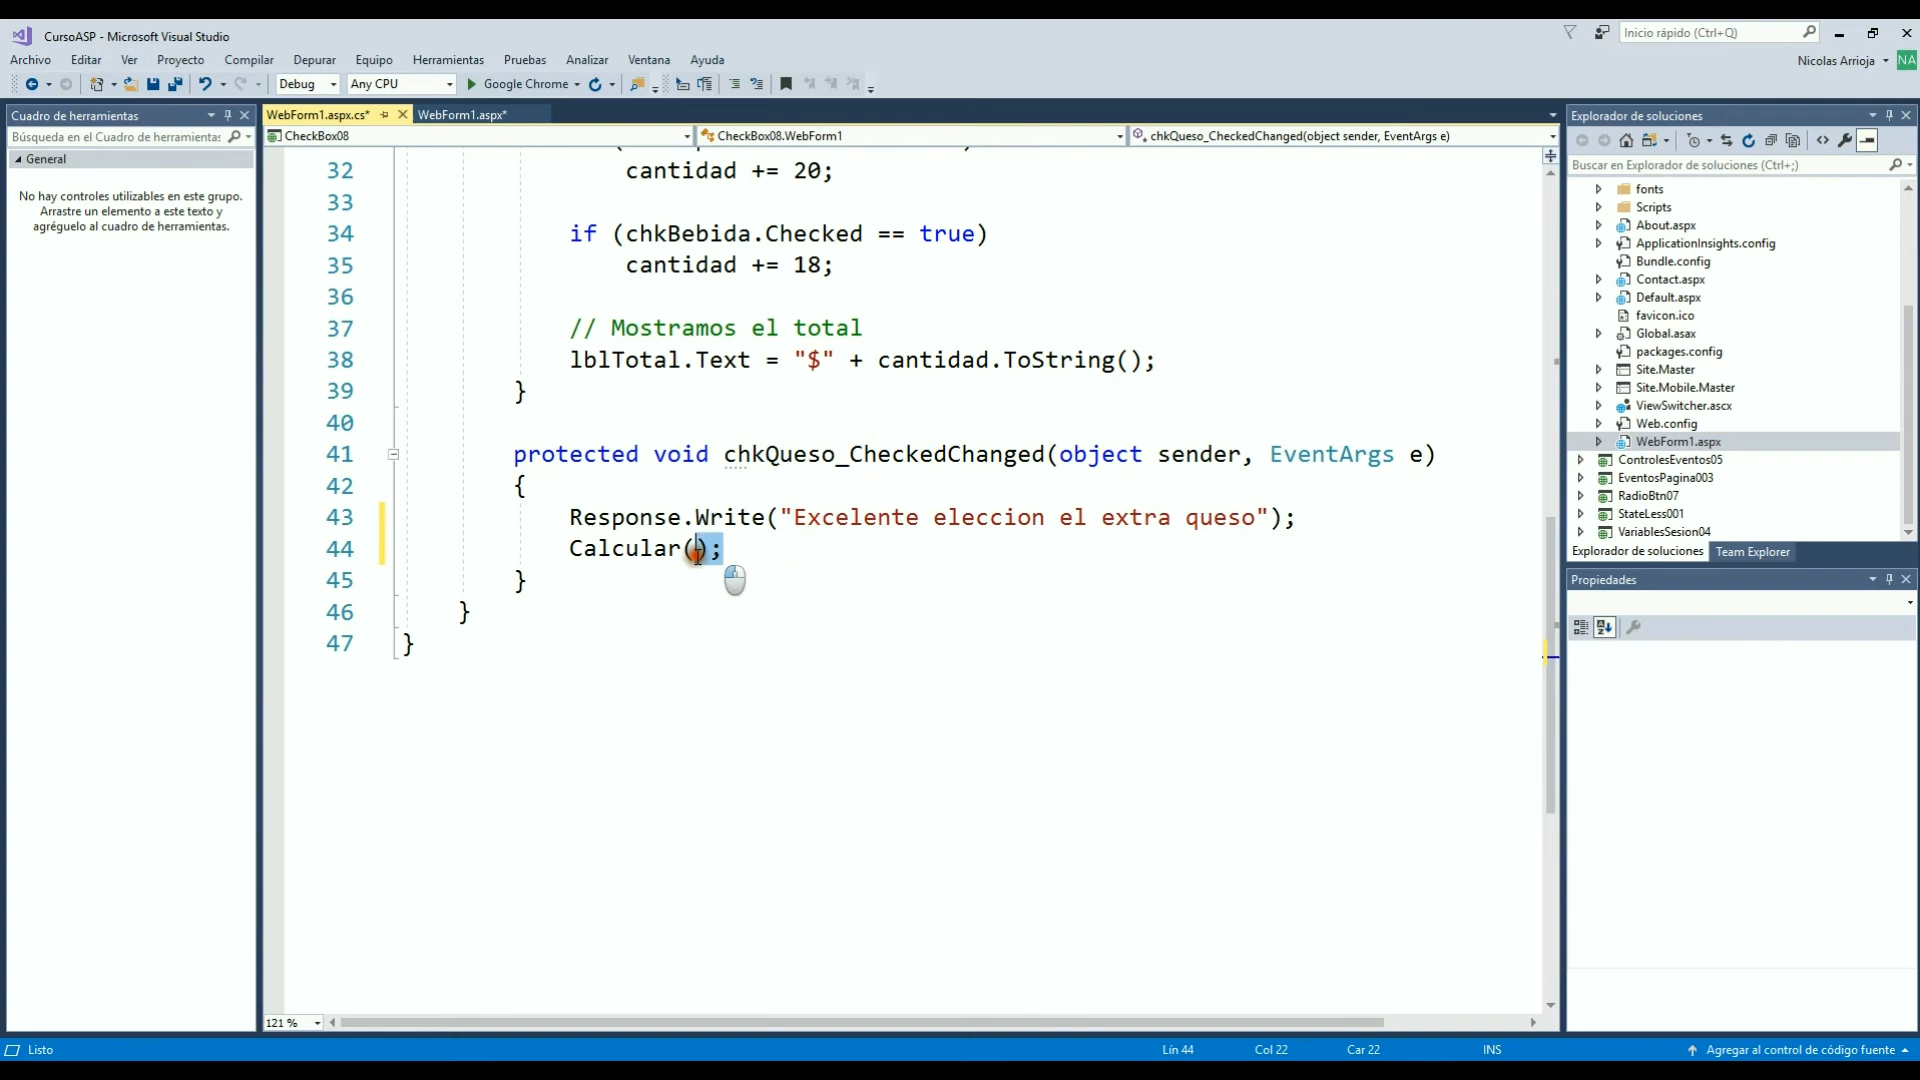 CursoASP - Microsoft Visual Studio
Inicio rápido (Ctrl+Q)
Archivo Editar Ver Proyecto Compilar Depurar Equipo Herramientas Pruebas Analizar Ventana Ayuda
Nicolas Arrioja NA
Debug Any CPU Google Chrome
Cuadro de herramientas
Búsqueda en el Cuadro de herramientas
General
No hay controles utilizables en este grupo.
Arrastre un elemento a este texto y
agréguelo al cuadro de herramientas.
WebForm1.aspx.cs* WebForm1.aspx*
CheckBox08 CheckBox08.WebForm1 chkQueso_CheckedChanged(object sender, EventArgs e)
32 cantidad += 20;
33
34 if (chkBebida.Checked == true)
35 cantidad += 18;
36
37 // Mostramos el total
38 lblTotal.Text = "$" + cantidad.ToString();
39 }
40
41 protected void chkQueso_CheckedChanged(object sender, EventArgs e)
42 {
43 Response.Write("Excelente eleccion el extra queso");
44 Calcular();
45 }
46 }
47 }
121 %
Explorador de soluciones
Buscar en Explorador de soluciones (Ctrl+;)
fonts
Scripts
About.aspx
ApplicationInsights.config
Bundle.config
Contact.aspx
Default.aspx
favicon.ico
Global.asax
packages.config
Site.Master
Site.Mobile.Master
ViewSwitcher.ascx
Web.config
WebForm1.aspx
ControlesEventos05
EventosPagina003
RadioBtn07
StateLess001
VariablesSesion04
Explorador de soluciones Team Explorer
Propiedades
Listo Lín 44 Col 22 Car 22 INS Agregar al control de código fuente